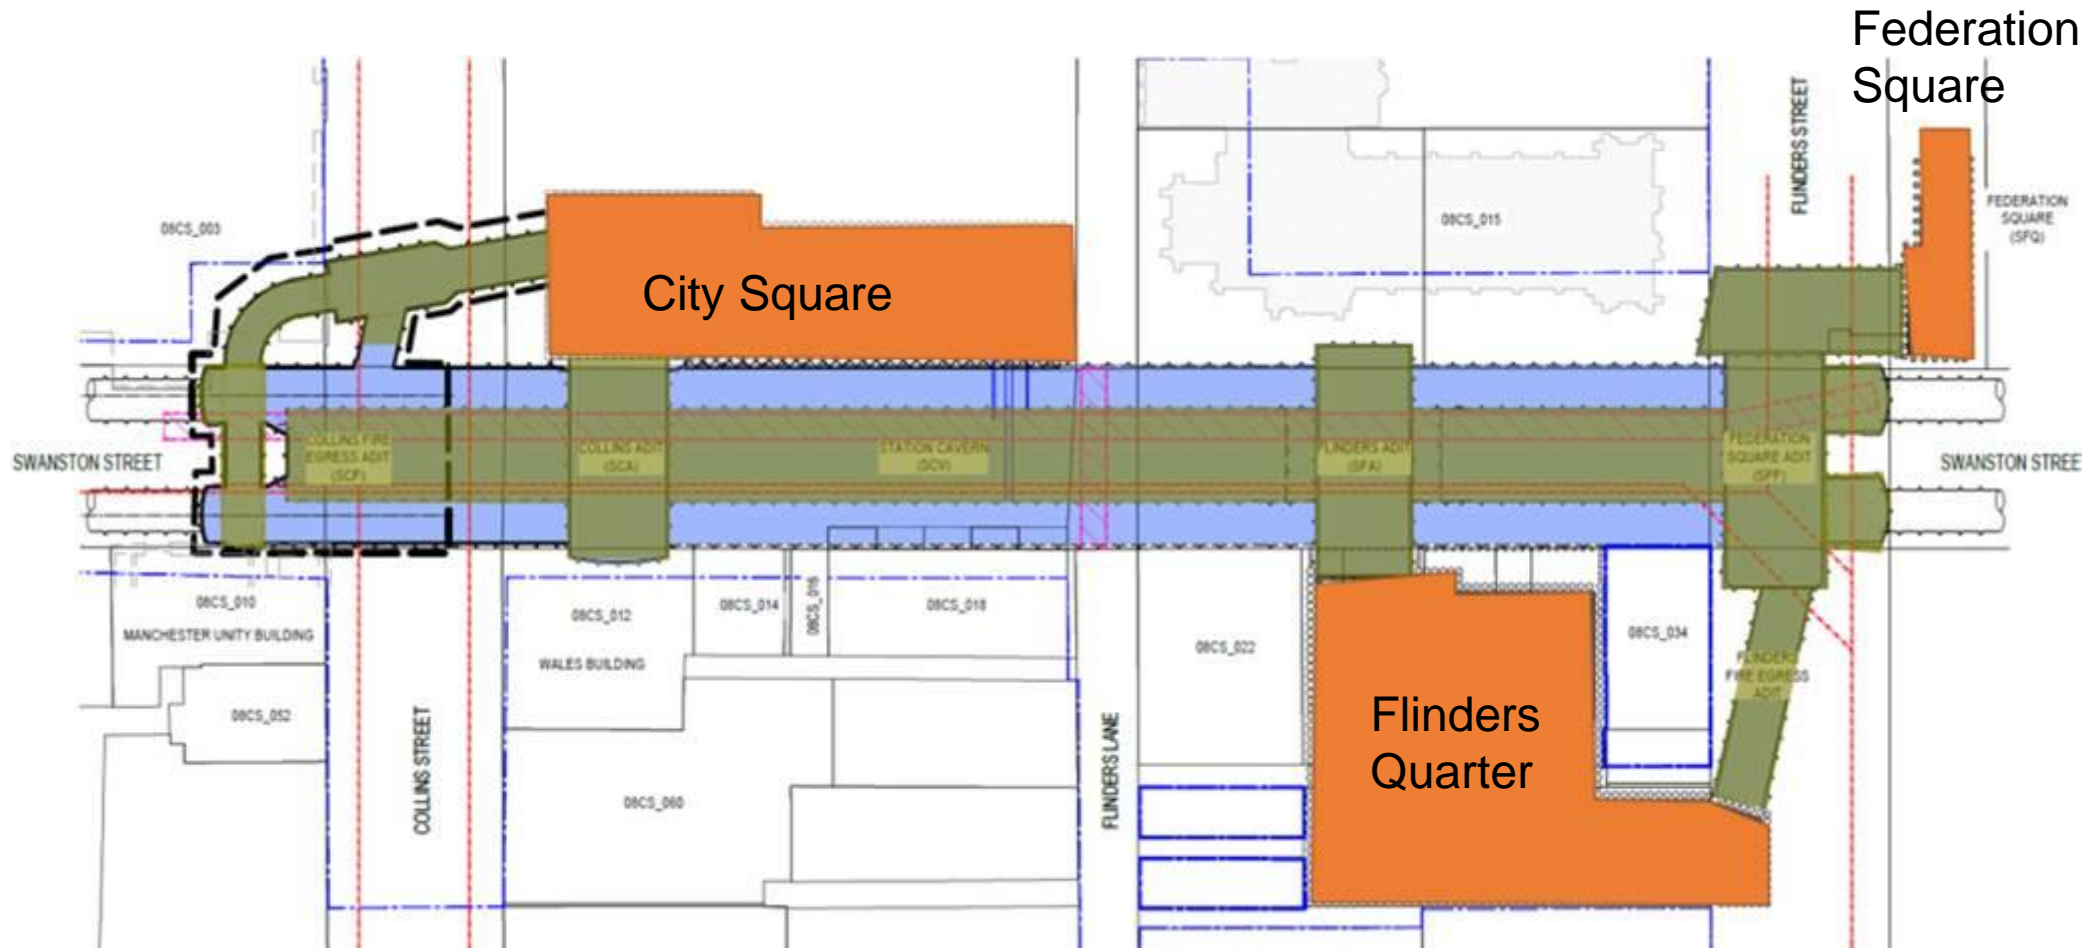 Federation
Square
FLINDERS STREET
FEDERATION
SQUARE
(SFQ)
08CS_003
08CS_015
City Square
SWANSTON STREET
COLLINS FIRE
EGRESS ADIT
(SCF)
COLLINS ADIT
(SCA)
STATION CAVERN
(SCV)
FLINDERS ADIT
(SFA)
FEDERATION
SQUARE ADIT
(SFF)
SWANSTON STREE
08CS_010
MANCHESTER UNITY BUILDING
08CS_012
WALES BUILDING
08CS_014
08CS_016
08CS_018
08CS_022
08CS_034
FLINDERS
FIRE EGRESS
ADIT
08CS_052
COLLINS STREET
08CS_060
FLINDERS LANE
Flinders
Quarter